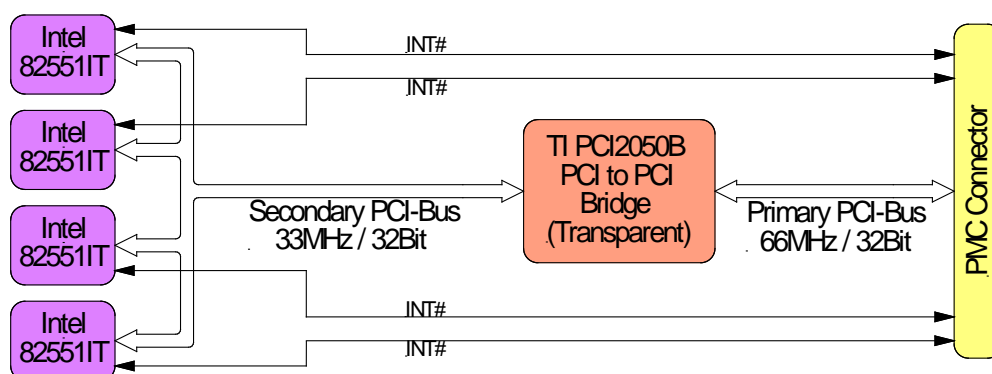 Intel
82551IT
INT#
INT#
Intel
82551IT
TI PCI2050B
PCI to PCI
Bridge
(Transparent)
Secondary PCI-Bus
33MHz / 32Bit
Primary PCI-Bus
66MHz / 32Bit
PMC Connector
Intel
82551IT
INT#
Intel
82551IT
INT#